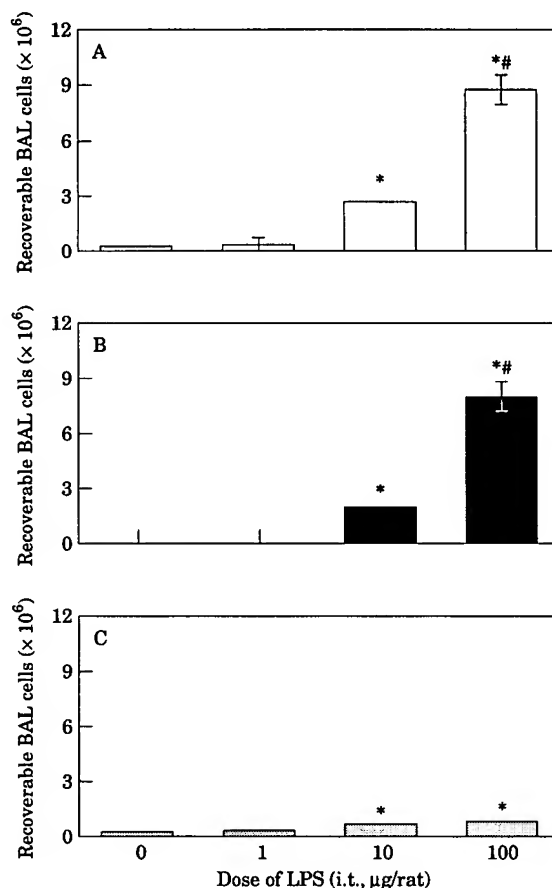 A
Recoverable BAL cells (× 10⁶)
12
9
6
3
0
*
*#
B
Recoverable BAL cells (× 10⁶)
12
9
6
3
0
*
*#
C
Recoverable BAL cells (× 10⁶)
12
9
6
3
0
*
*
0 1 10 100
Dose of LPS (i.t., µg/rat)